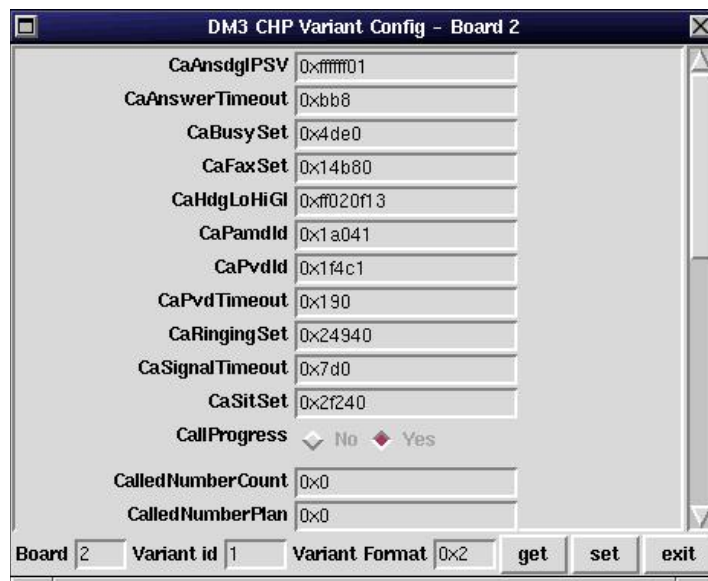 DM3 CHP Variant Config - Board 2
CaAnsdglPSV 0xffffff01
CaAnswerTimeout 0xbb8
CaBusySet 0x4de0
CaFaxSet 0x14b80
CaHdgLoHiGl 0xff020f13
CaPamdId 0x1a041
CaPvdId 0x1f4c1
CaPvdTimeout 0x190
CaRingingSet 0x24940
CaSignalTimeout 0x7d0
CaSitSet 0x2f240
CallProgress No Yes
CalledNumberCount 0x0
CalledNumberPlan 0x0
Board 2 Variant id 1 Variant Format 0x2 get set exit